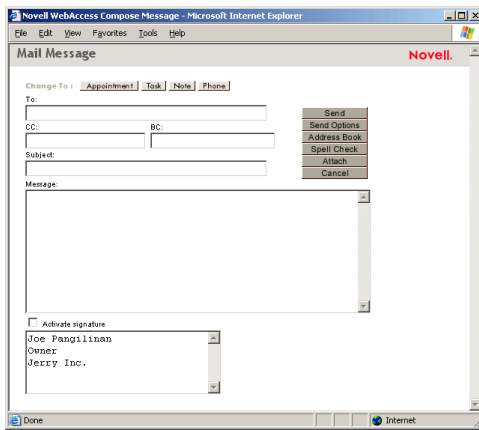 Novell WebAccess Compose Message - Microsoft Internet Explorer
File Edit View Favorites Tools Help
Mail Message
Novell.
Change To : Appointment Task Note Phone
To:
Send
CC: BC:
Send Options
Address Book
Subject:
Spell Check
Attach
Cancel
Message:
Activate signature
Joe Pangilinan
Owner
Jerry Inc.
Done Internet